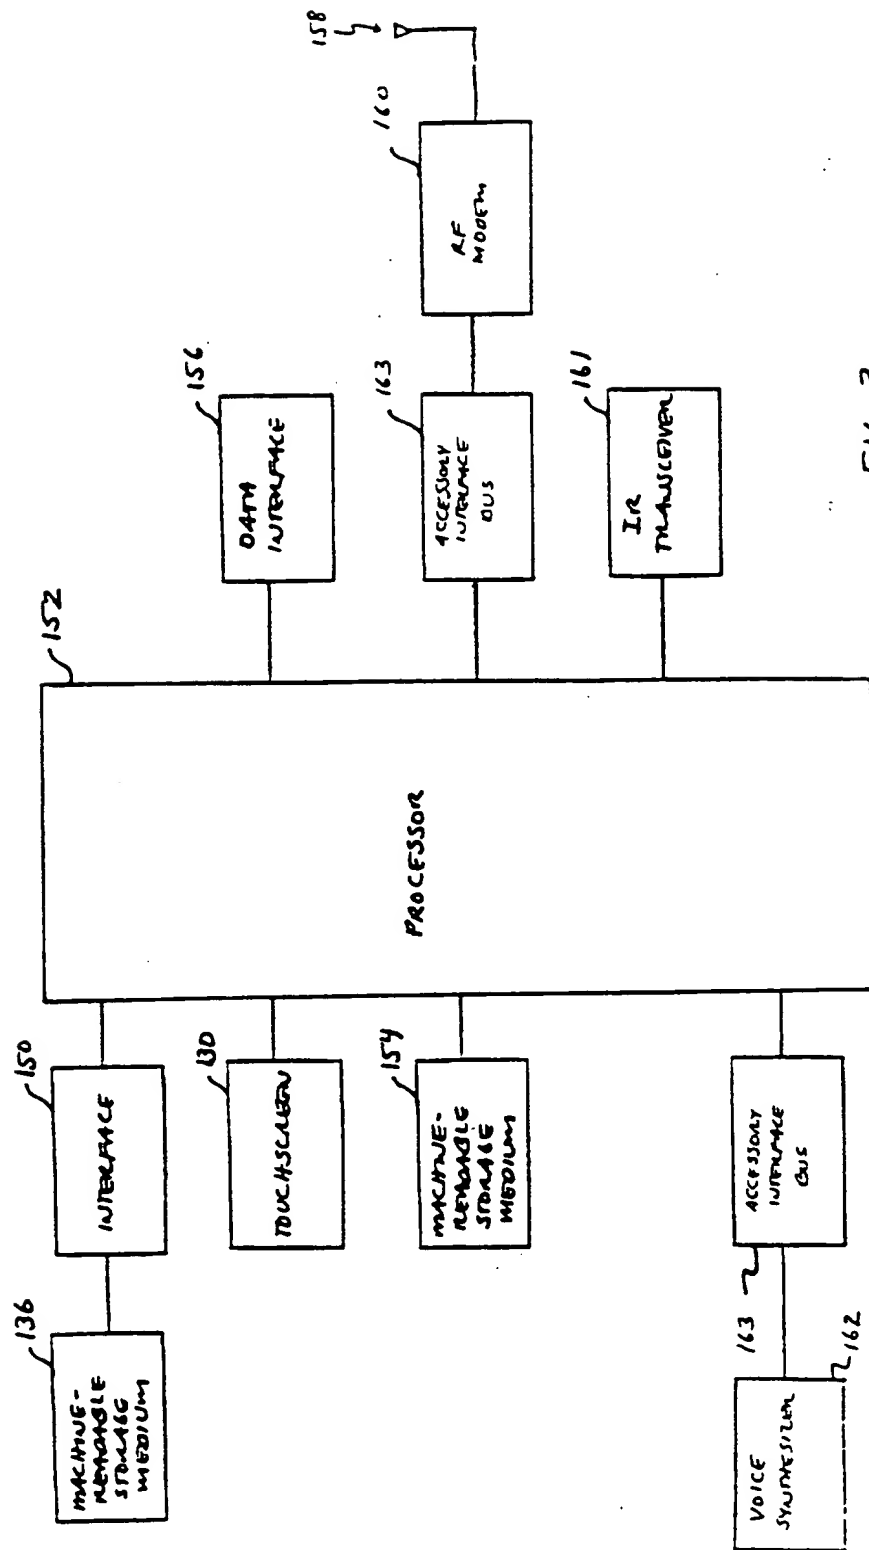 136
MACHINE-
READABLE
STORAGE
MEDIUM
150
INTERFACE
130
TOUCHSCREEN
154
MACHINE-
READABLE
STORAGE
MEDIUM
163
ACCESSORY
INTERFACE
BUS
162
VOICE
SYNTHESIZER
152
PROCESSOR
156
DATA
INTERFACE
163
ACCESSORY
INTERFACE
BUS
160
RF
MODEM
158
161
IR
TRANSCEIVER